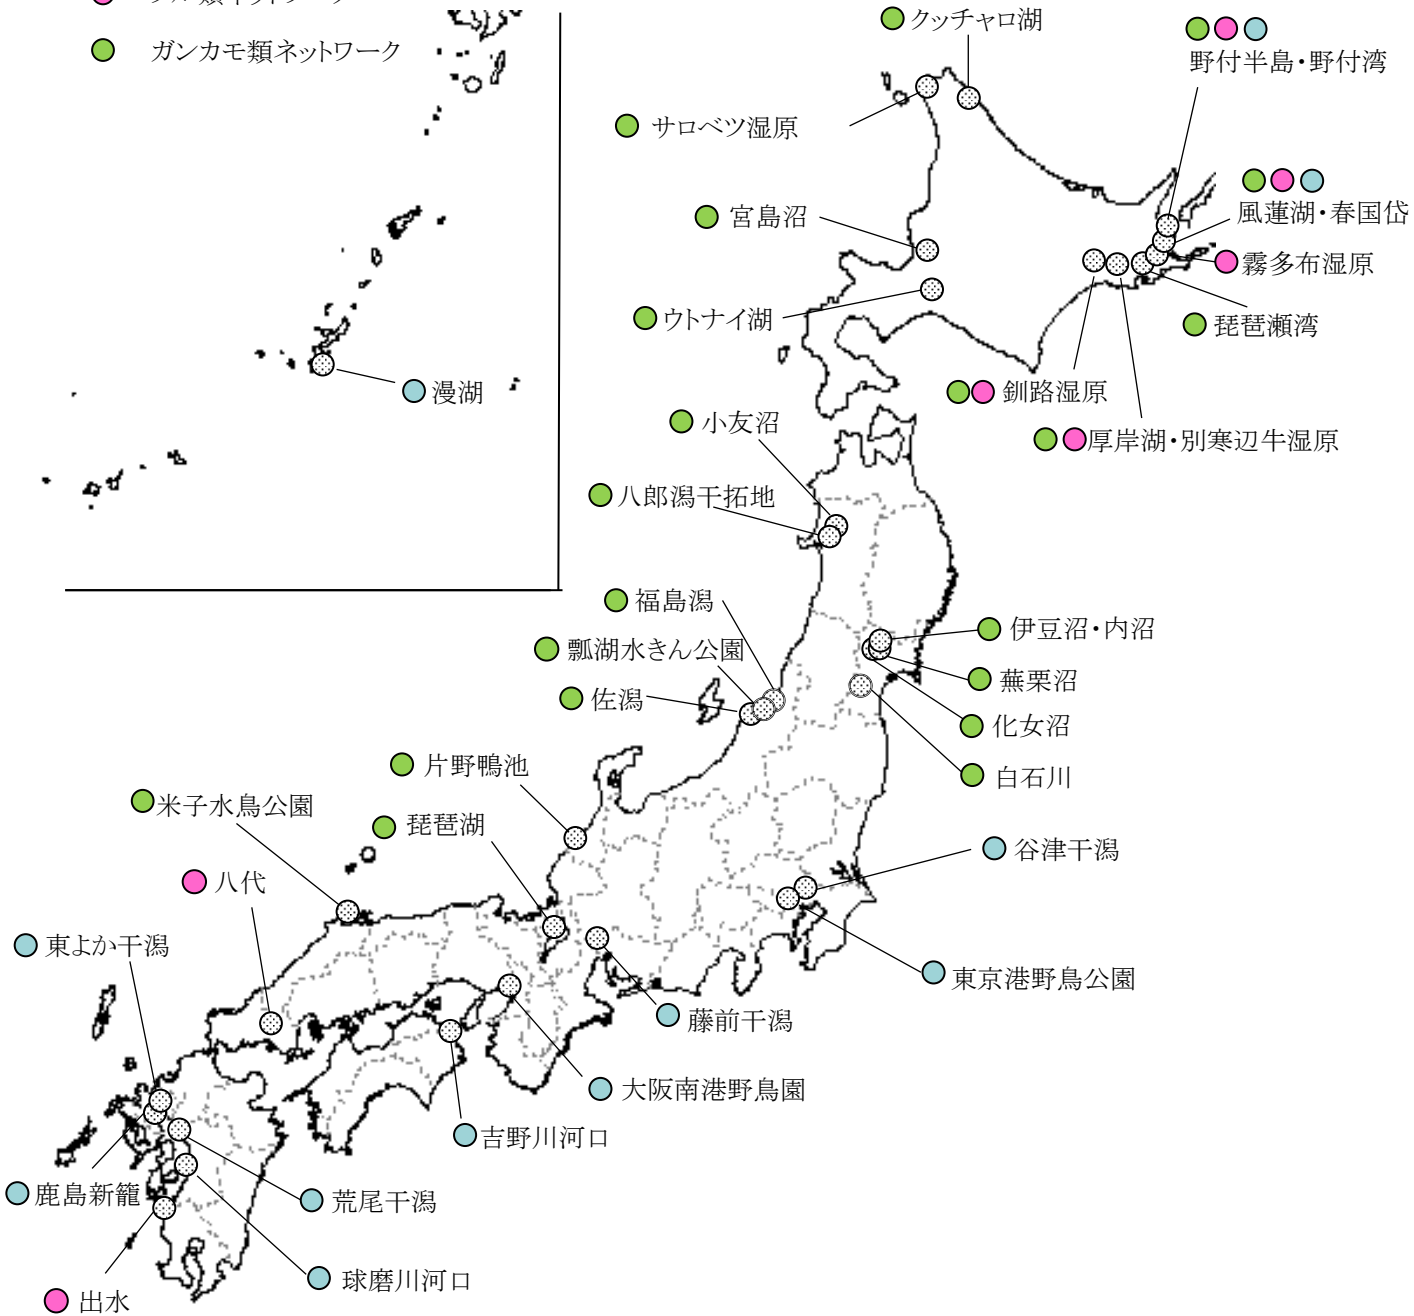 ガンカモ類ネットワーク
クッチャロ湖
野付半島・野付湾
サロベツ湿原
宮島沼
風蓮湖・春国岱
霧多布湿原
ウトナイ湖
琵琶瀬湾
漫湖
釧路湿原
小友沼
厚岸湖・別寒辺牛湿原
八郎潟干拓地
福島潟
伊豆沼・内沼
瓢湖水きん公園
蕪栗沼
佐潟
化女沼
片野鴨池
白石川
米子水鳥公園
琵琶湖
谷津干潟
八代
東よか干潟
東京港野鳥公園
藤前干潟
大阪南港野鳥園
吉野川河口
鹿島新籠
荒尾干潟
球磨川河口
出水